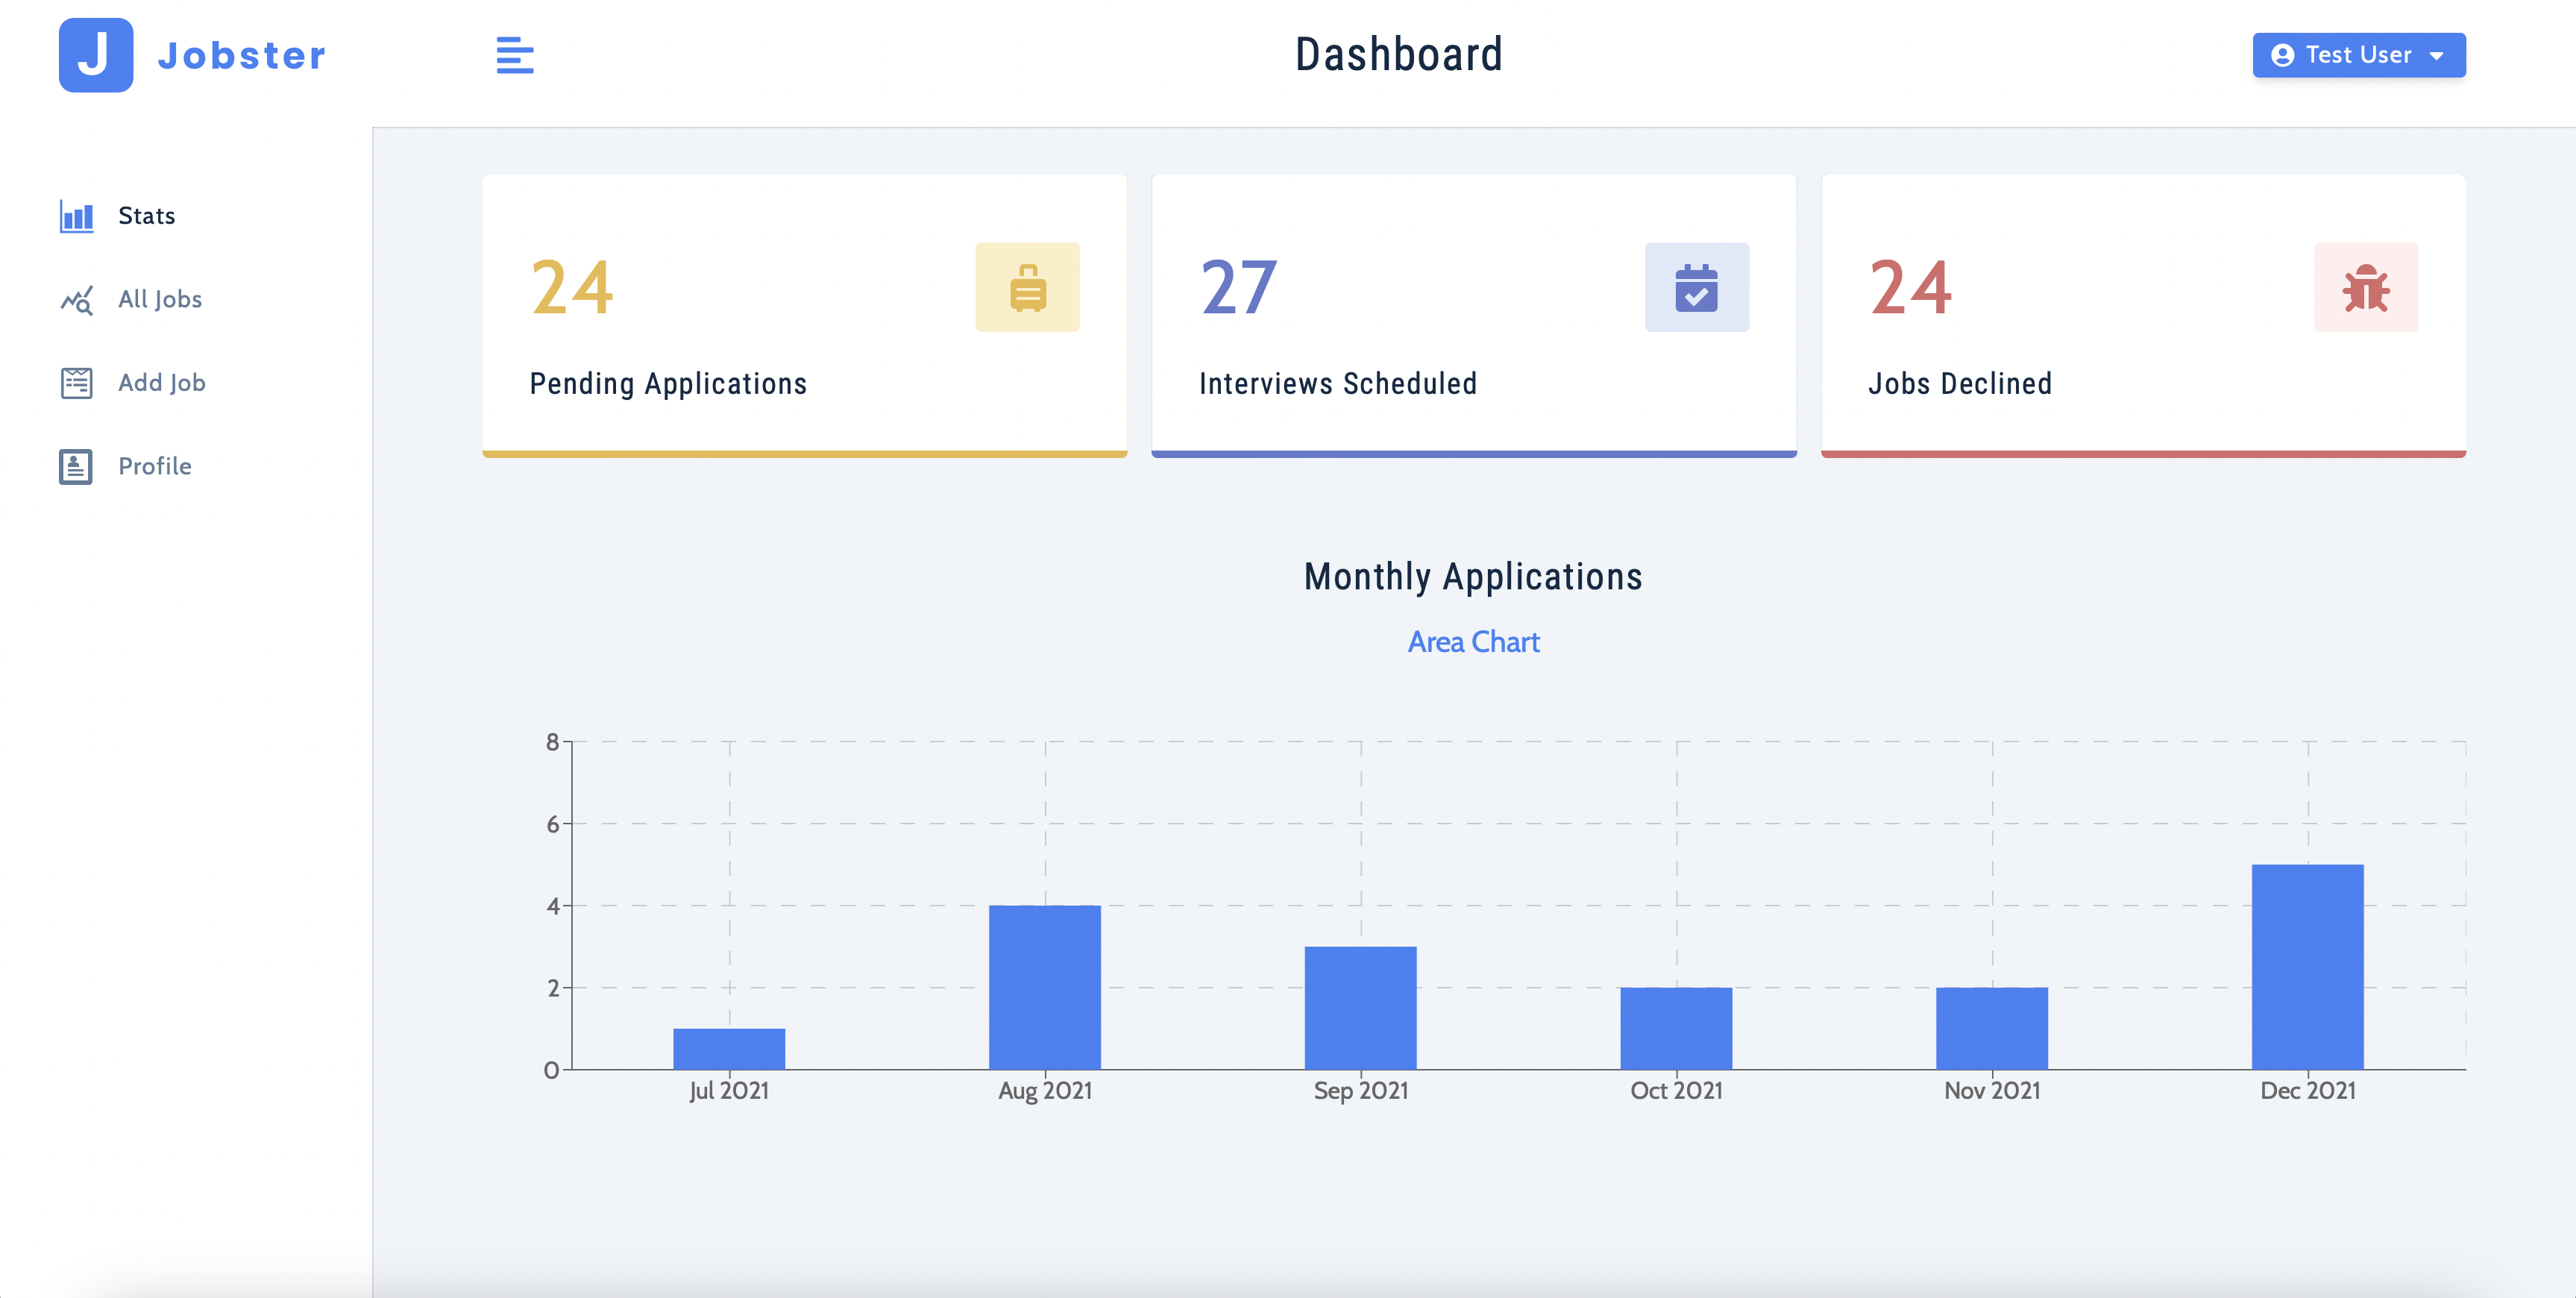 J Jobster
Dashboard
Test User
Stats
All Jobs
Add Job
Profile
24
Pending Applications
27
Interviews Scheduled
24
Jobs Declined
Monthly Applications
Area Chart
8
6
4
2
0
Jul 2021 Aug 2021 Sep 2021 Oct 2021 Nov 2021 Dec 2021